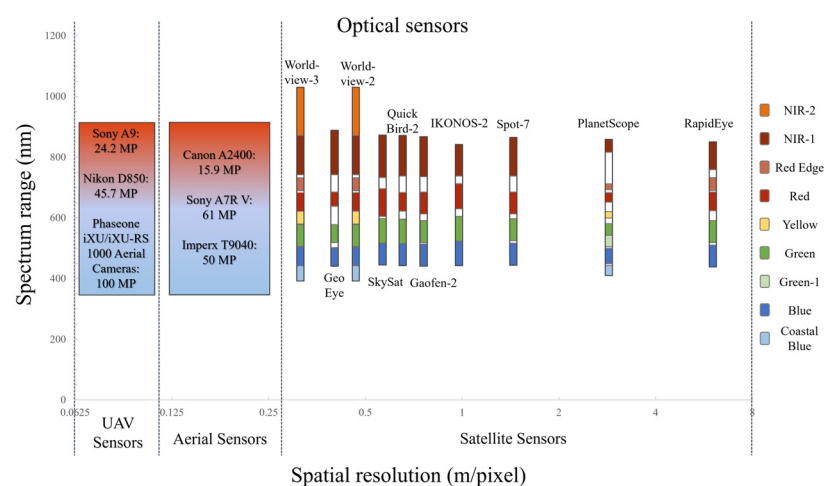 Optical sensors
1200
1000
800
600
400
200
0
Spectrum range (nm)
Sony A9:
24.2 MP
Nikon D850:
45.7 MP
Phaseone
iXU/iXU-RS
1000 Aerial
Cameras:
100 MP
Canon A2400:
15.9 MP
Sony A7R V:
61 MP
Imperx T9040:
50 MP
World-
view-3
World-
view-2
Geo
Eye
SkySat
Quick
Bird-2
Gaofen-2
IKONOS-2
Spot-7
PlanetScope
RapidEye
NIR-2
NIR-1
Red Edge
Red
Yellow
Green
Green-1
Blue
Coastal
Blue
0.0625
0.125
0.25
0.5
1
2
4
8
UAV
Sensors
Aerial Sensors
Satellite Sensors
Spatial resolution (m/pixel)